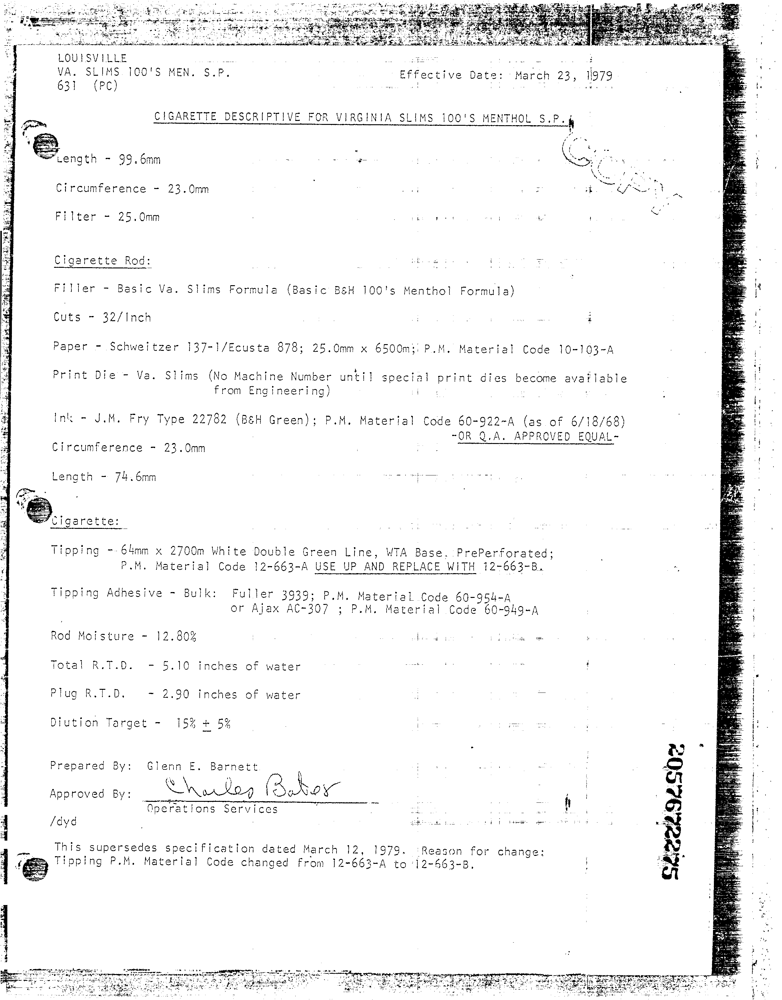 LOUISVILLE
VA. SLIMS 100'S MEN. S.P.
631 (PC)
Effective Date: March 23, 1979
CIGARETTE DESCRIPTIVE FOR VIRGINIA SLIMS 100'S MENTHOL S.P.
COPY
Length - 99.6mm
Circumference - 23.0mm
Filter - 25.0mm
Cigarette Rod:
Filler - Basic Va. Slims Formula (Basic B&H 100's Menthol Formula)
Cuts - 32/Inch
Paper - Schweitzer 137-1/Ecusta 878; 25.0mm x 6500m; P.M. Material Code 10-103-A
Print Die - Va. Slims (No Machine Number until special print dies become available
from Engineering)
Ink - J.M. Fry Type 22782 (B&H Green); P.M. Material Code 60-922-A (as of 6/18/68)
-OR Q.A. APPROVED EQUAL-
Circumference - 23.0mm
Length - 74.6mm
Cigarette:
Tipping - 64mm x 2700m White Double Green Line, WTA Base. PrePerforated;
P.M. Material Code 12-663-A USE UP AND REPLACE WITH 12-663-B.
Tipping Adhesive - Bulk: Fuller 3939; P.M. Material Code 60-954-A
or Ajax AC-307 ; P.M. Material Code 60-949-A
Rod Moisture - 12.80%
Total R.T.D. - 5.10 inches of water
Plug R.T.D. - 2.90 inches of water
Dlution Target - 15% ± 5%
Prepared By: Glenn E. Barnett
Approved By: Charles Bates
Operations Services
/dyd
This supersedes specification dated March 12, 1979. Reason for change:
Tipping P.M. Material Code changed from 12-663-A to 12-663-B.
2057672275